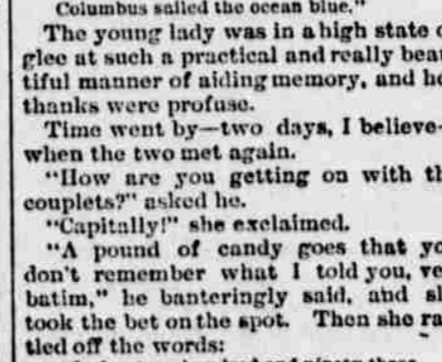 Columbus sailed the ocean blue."
The young lady was in a high state o
glee at such a practical and really beau
tiful manner of aiding memory, and he
thanks were profuse.
Time went by—two days, I believe—
when the two met again.
"How are you getting on with th
couplets?" asked he.
"Capitally!" she exclaimed.
"A pound of candy goes that yo
don't remember what I told you, ve
batim," he banteringly said, and sh
took the bet on the spot. Then she ra
tled off the words: